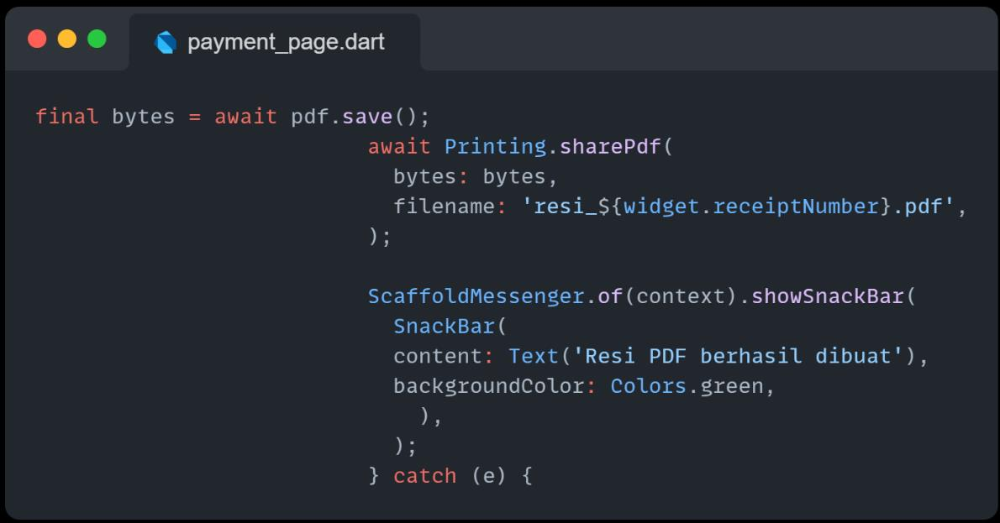 payment_page.dart
final bytes = await pdf.save();
await Printing.sharePdf(
bytes: bytes,
filename: 'resi_${widget.receiptNumber}.pdf',
);
ScaffoldMessenger.of(context).showSnackBar(
SnackBar(
content: Text('Resi PDF berhasil dibuat'),
backgroundColor: Colors.green,
),
);
} catch (e) {